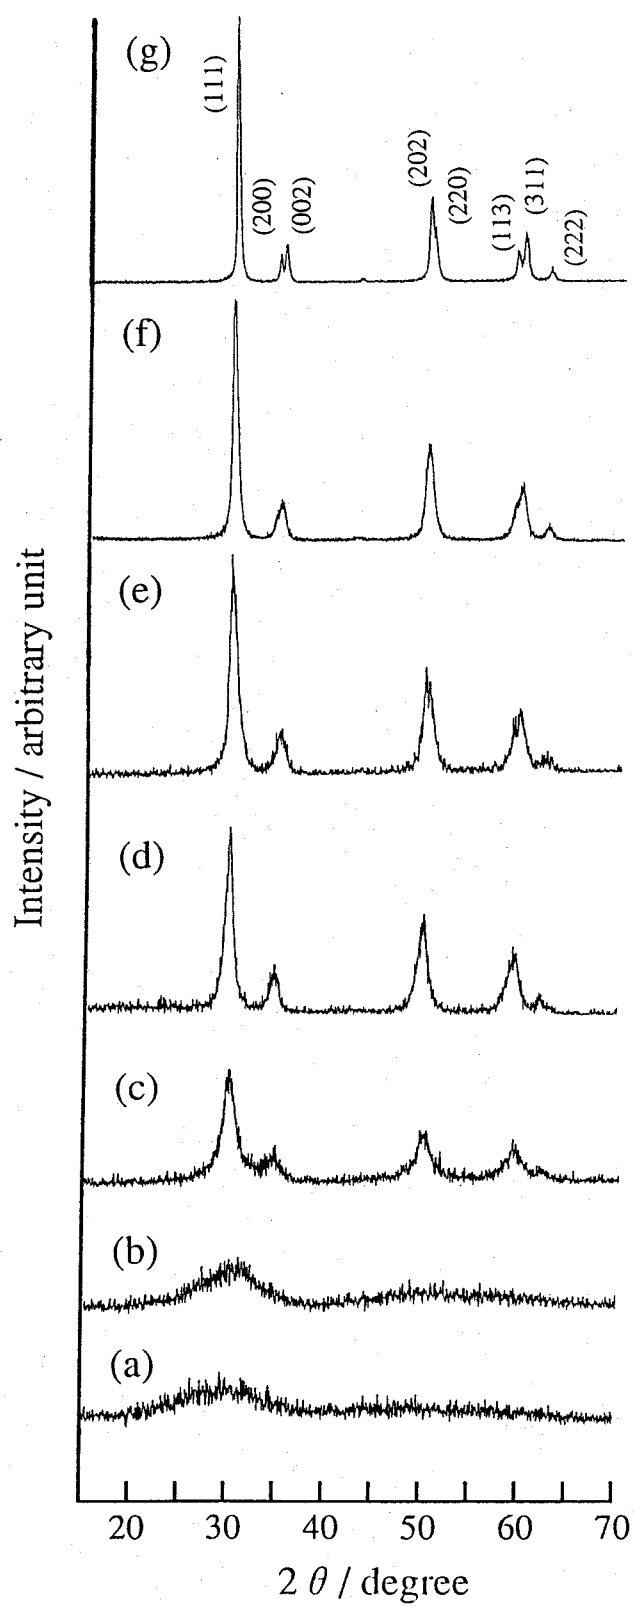 (g)
(111)
(200)
(002)
(202)
(220)
(113)
(311)
(222)
(f)
(e)
(d)
(c)
(b)
(a)
Intensity / arbitrary unit
20 30 40 50 60 70
2 θ / degree